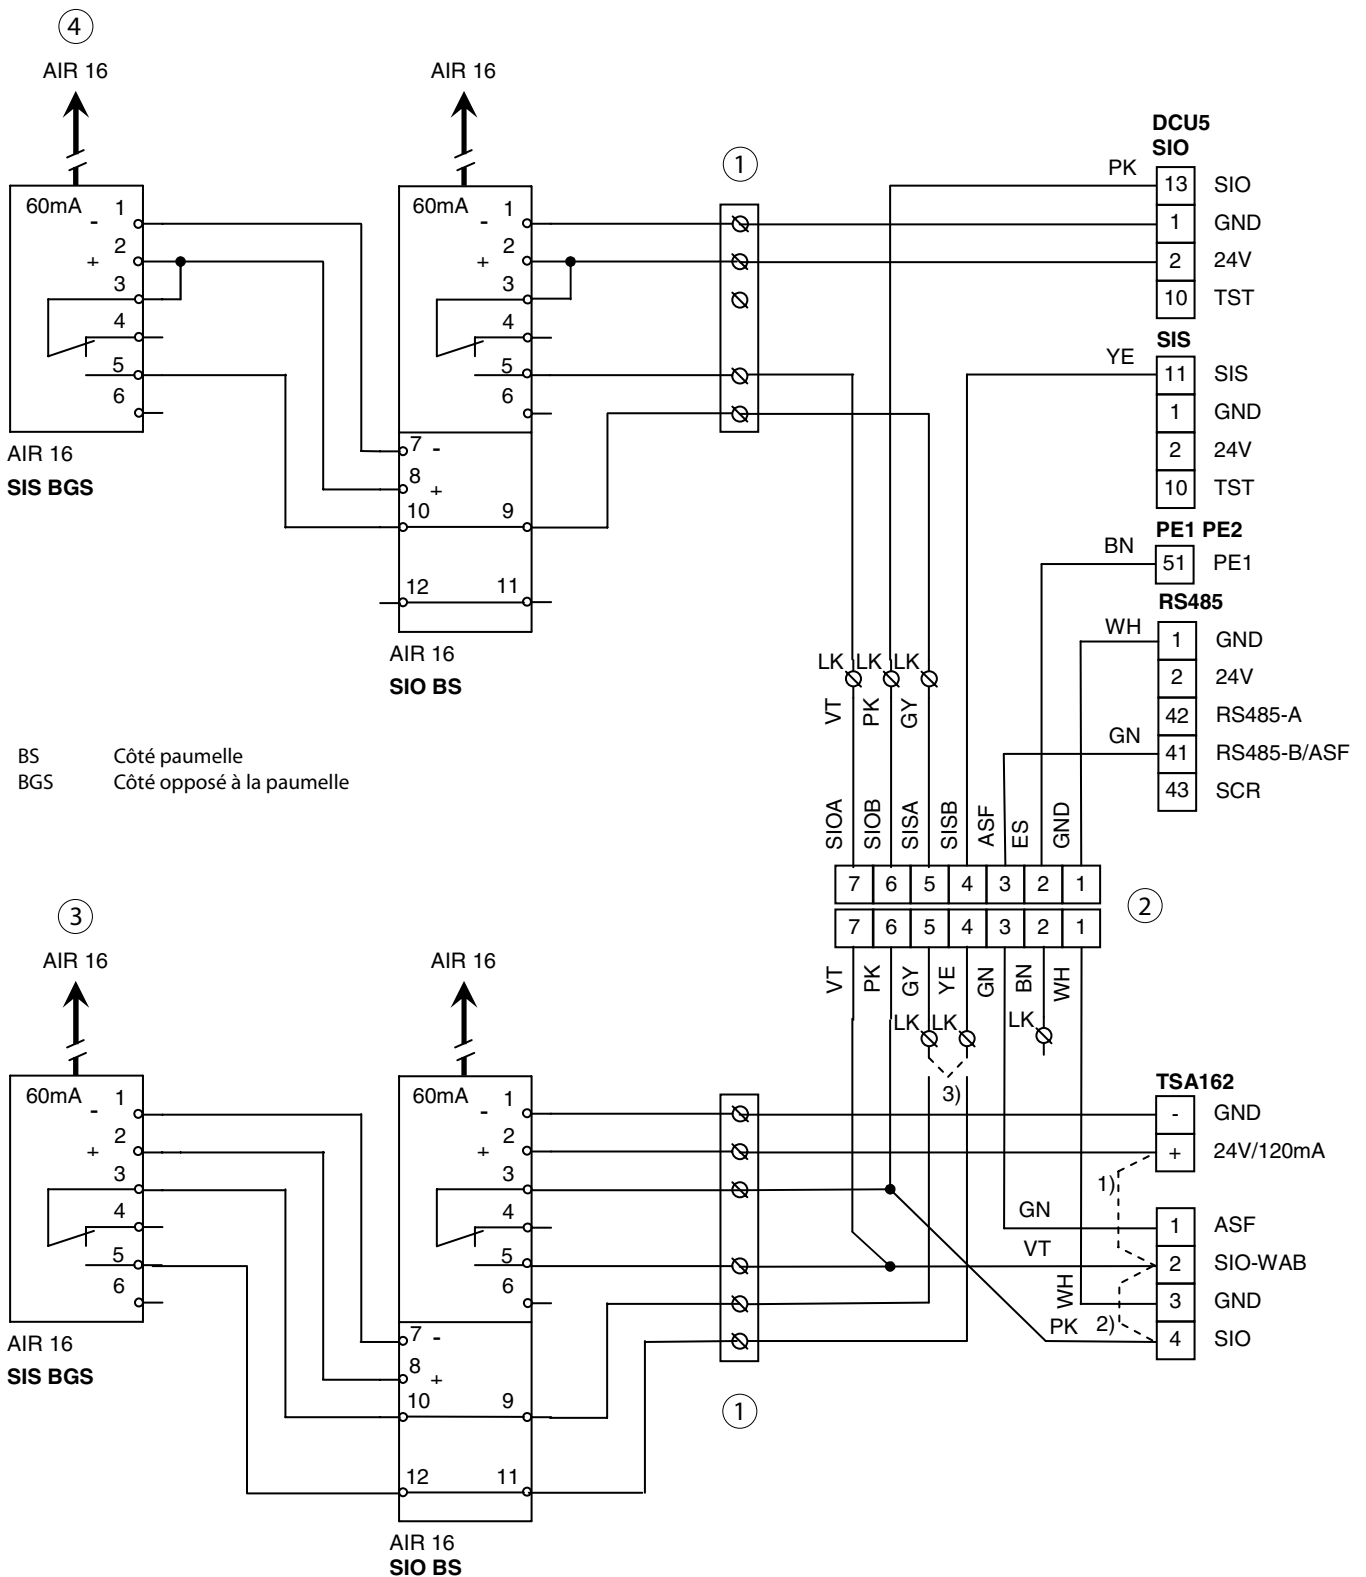 4
AIR 16
AIR 16
60mA
- 1
+ 2
3
4
5
6
AIR 16
SIS BGS
60mA
- 1
+ 2
3
4
5
6
7 -
8 +
10 9
12 11
AIR 16
SIO BS
1
DCU5
SIO
PK 13 SIO
1 GND
2 24V
10 TST
SIS
YE 11 SIS
1 GND
2 24V
10 TST
PE1 PE2
BN 51 PE1
RS485
WH 1 GND
2 24V
42 RS485-A
GN 41 RS485-B/ASF
43 SCR
LK LK LK
VT PK GY
BS Côté paumelle
BGS Côté opposé à la paumelle
SIOA SIOB SISA SISB ASF ES GND
7 6 5 4 3 2 1
2
7 6 5 4 3 2 1
VT PK GY YE GN BN WH
LK LK LK
3)
3
AIR 16
AIR 16
60mA
- 1
+ 2
3
4
5
6
AIR 16
SIS BGS
60mA
- 1
+ 2
3
4
5
6
7 -
8 +
10 9
12 11
AIR 16
SIO BS
1
TSA162
- GND
+ 24V/120mA
1)
GN 1 ASF
VT 2 SIO-WAB
WH 3 GND
PK 2) 4 SIO